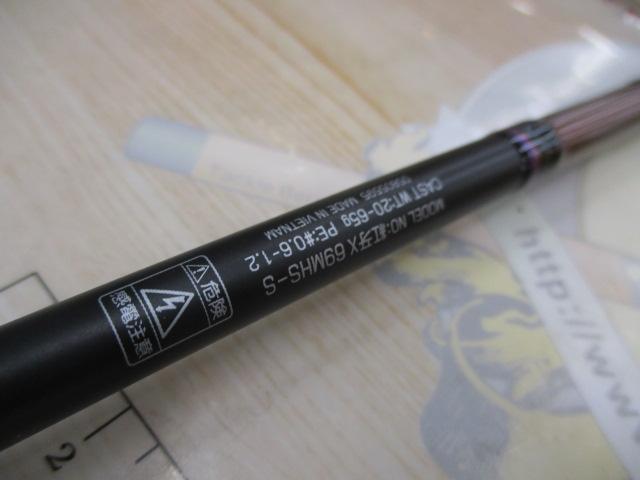 MODEL NO:紅牙X 69MHS-S
CAST WT:20-65g PE:#0.6-1.2
MADE IN VIETNAM
危険
感電注意
http://ww
2